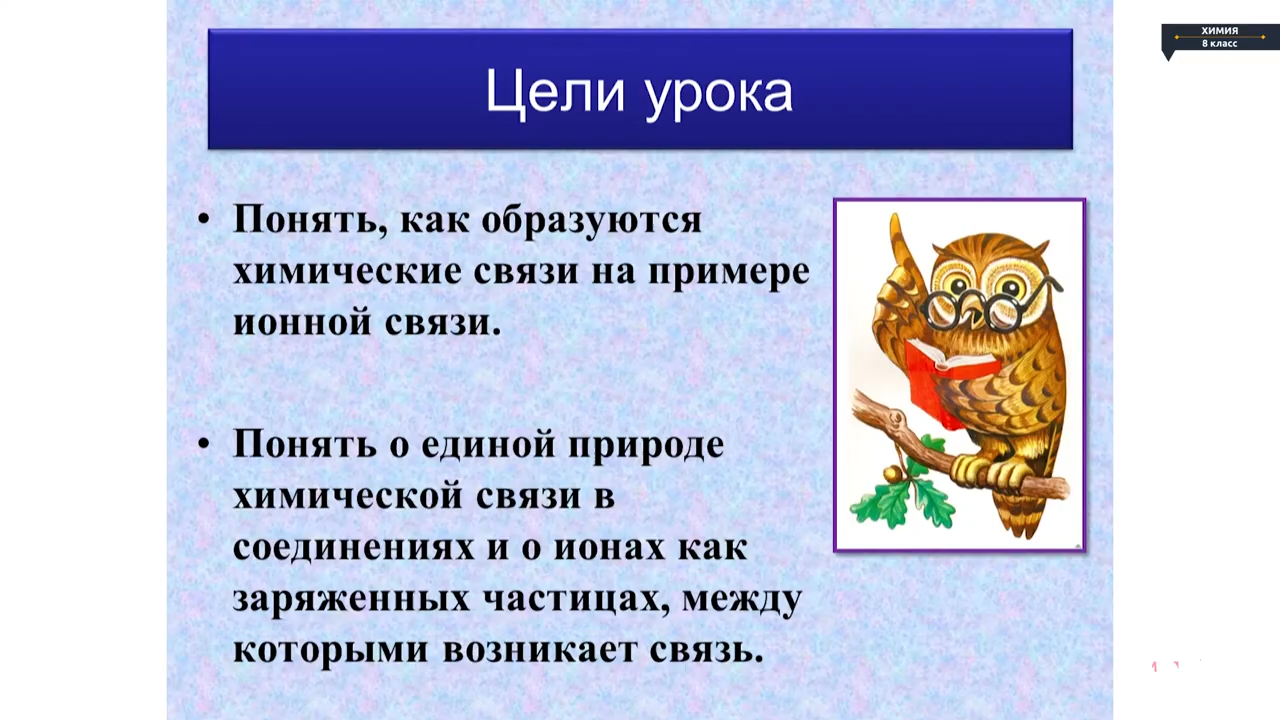 ХИМИЯ
8 класс
Цели урока
• Понять, как образуются
химические связи на примере
ионной связи.
• Понять о единой природе
химической связи в
соединениях и о ионах как
заряженных частицах, между
которыми возникает связь.